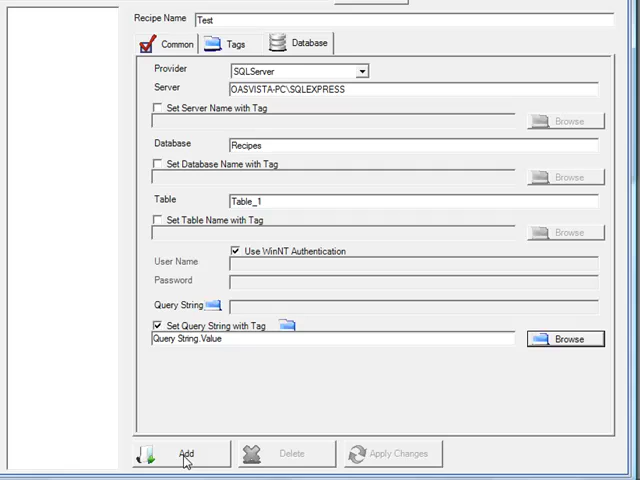 Recipe Name Test
Common Tags Database
Provider SQLServer
Server OASVISTA-PC\SQLEXPRESS
Set Server Name with Tag
Browse
Database Recipes
Set Database Name with Tag
Browse
Table Table_1
Set Table Name with Tag
Browse
Use WinNT Authentication
User Name
Password
Query String
Set Query String with Tag
Query String.Value Browse
Add Delete Apply Changes